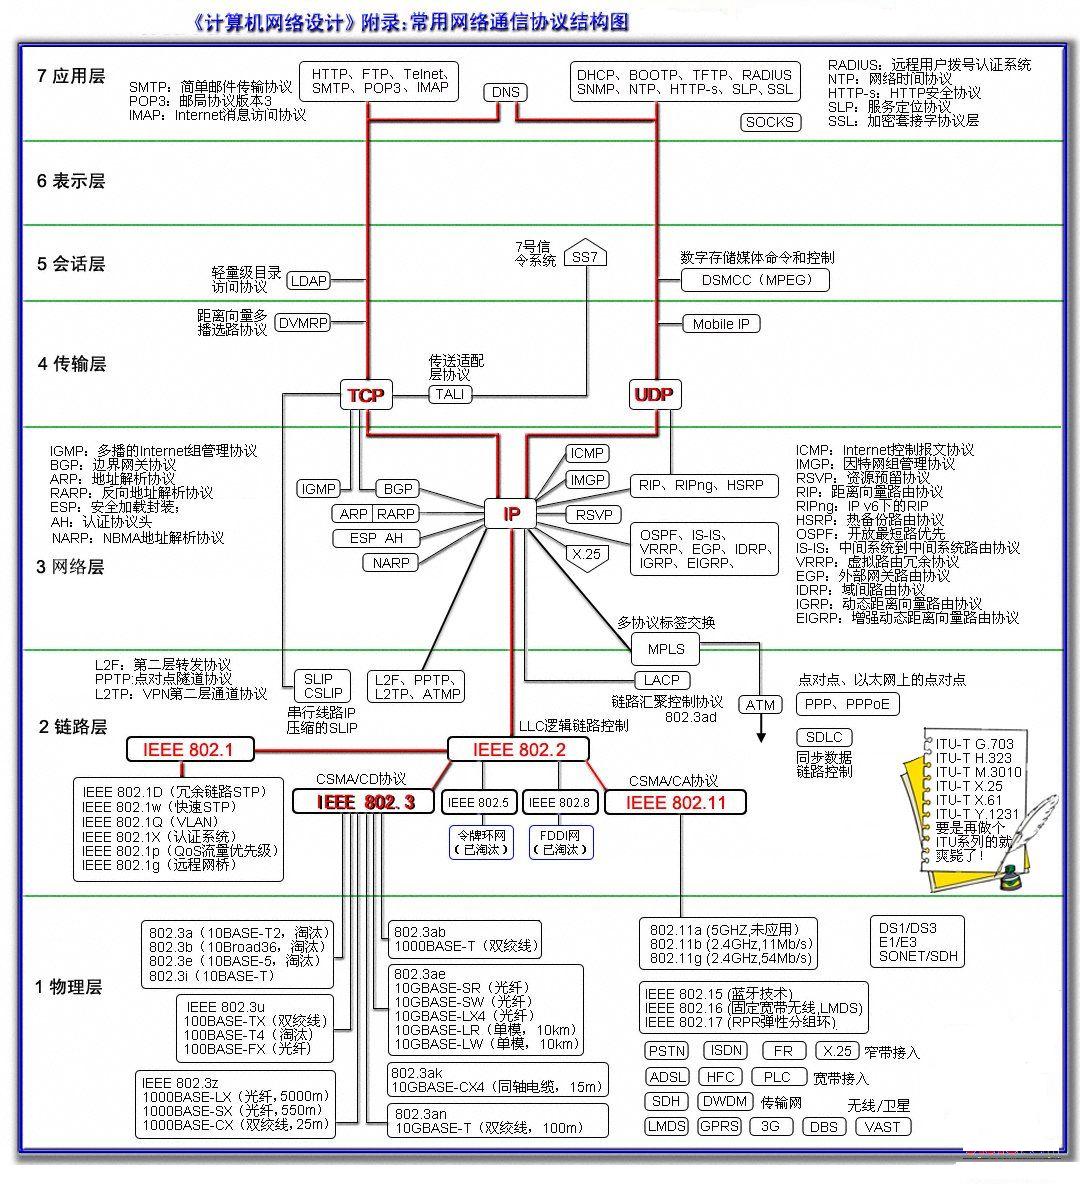 《计算机网络设计》附录:常用网络通信协议结构图
7 应用层
SMTP：简单邮件传输协议
POP3：邮局协议版本3
IMAP：Internet消息访问协议
HTTP、FTP、Telnet、
SMTP、POP3、IMAP
DNS
DHCP、BOOTP、TFTP、RADIUS
SNMP、NTP、HTTP-s、SLP、SSL
SOCKS
RADIUS：远程用户拨号认证系统
NTP：网络时间协议
HTTP-s：HTTP安全协议
SLP：服务定位协议
SSL：加密套接字协议层
6 表示层
5 会话层
轻量级目录
访问协议
LDAP
7号信
令系统
SS7
数字存储媒体命令和控制
DSMCC（MPEG）
距离向量多
播选路协议
DVMRP
Mobile IP
4 传输层
传送适配
层协议
TCP
TALI
UDP
IGMP：多播的Internet组管理协议
BGP：边界网关协议
ARP：地址解析协议
RARP：反向地址解析协议
ESP：安全加载封装；
AH：认证协议头
NARP：NBMA地址解析协议
3 网络层
IGMP
BGP
ARP
RARP
ESP AH
NARP
IP
ICMP
IMGP
RSVP
X.25
RIP、RIPng、HSRP
OSPF、IS-IS、
VRRP、EGP、IDRP、
IGRP、EIGRP、
ICMP：Internet控制报文协议
IMGP：因特网组管理协议
RSVP：资源预留协议
RIP：距离向量路由协议
RIPng：IP v6下的RIP
HSRP：热备份路由协议
OSPF：开放最短路优先
IS-IS：中间系统到中间系统路由协议
VRRP：虚拟路由冗余协议
EGP：外部网关路由协议
IDRP：域间路由协议
IGRP：动态距离向量路由协议
EIGRP：增强动态距离向量路由协议
多协议标签交换
MPLS
L2F：第二层转发协议
PPTP:点对点隧道协议
L2TP：VPN第二层通道协议
SLIP
CSLIP
串行线路IP
压缩的SLIP
L2F、PPTP、
L2TP、ATMP
LACP
链路汇聚控制协议
802.3ad
ATM
点对点、以太网上的点对点
PPP、PPPoE
SDLC
同步数据
链路控制
2 链路层
LLC逻辑链路控制
IEEE 802.1
IEEE 802.2
IEEE 802.1D（冗余链路STP）
IEEE 802.1w（快速STP）
IEEE 802.1Q（VLAN）
IEEE 802.1X（认证系统）
IEEE 802.1p（QoS流量优先级）
IEEE 802.1g（远程网桥）
CSMA/CD协议
IEEE 802.3
IEEE 802.5
IEEE 802.8
令牌环网
（已淘汰）
FDDI网
（已淘汰）
CSMA/CA协议
IEEE 802.11
ITU-T G.703
ITU-T H.323
ITU-T M.3010
ITU-T X.25
ITU-T X.61
ITU-T Y.1231
要是再做个
ITU系列的就
爽毙了！
1 物理层
802.3a（10BASE-T2，淘汰）
802.3b（10Broad36，淘汰）
802.3e（10BASE-5，淘汰）
802.3i（10BASE-T）
IEEE 802.3u
100BASE-TX（双绞线）
100BASE-T4（淘汰）
100BASE-FX（光纤）
IEEE 802.3z
1000BASE-LX（光纤,5000m）
1000BASE-SX（光纤,550m）
1000BASE-CX（双绞线,25m）
802.3ab
1000BASE-T（双绞线）
802.3ae
10GBASE-SR（光纤）
10GBASE-SW（光纤）
10GBASE-LX4（光纤）
10GBASE-LR（单模，10km）
10GBASE-LW（单模，10km）
802.3ak
10GBASE-CX4（同轴电缆，15m）
802.3an
10GBASE-T（双绞线，100m）
802.11a (5GHZ,未应用)
802.11b (2.4GHz,11Mb/s)
802.11g (2.4GHz,54Mb/s)
DS1/DS3
E1/E3
SONET/SDH
IEEE 802.15 (蓝牙技术)
IEEE 802.16 (固定宽带无线,LMDS)
IEEE 802.17 (RPR弹性分组环)
PSTN
ISDN
FR
X.25
窄带接入
ADSL
HFC
PLC
宽带接入
SDH
DWDM
传输网
无线/卫星
LMDS
GPRS
3G
DBS
VAST